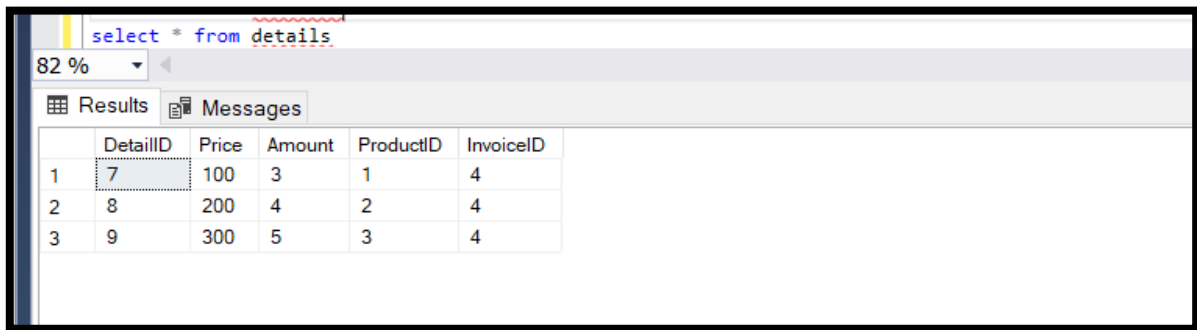 select * from details
82 %
Results Messages
DetailID Price Amount ProductID InvoiceID
1 7 100 3 1 4
2 8 200 4 2 4
3 9 300 5 3 4